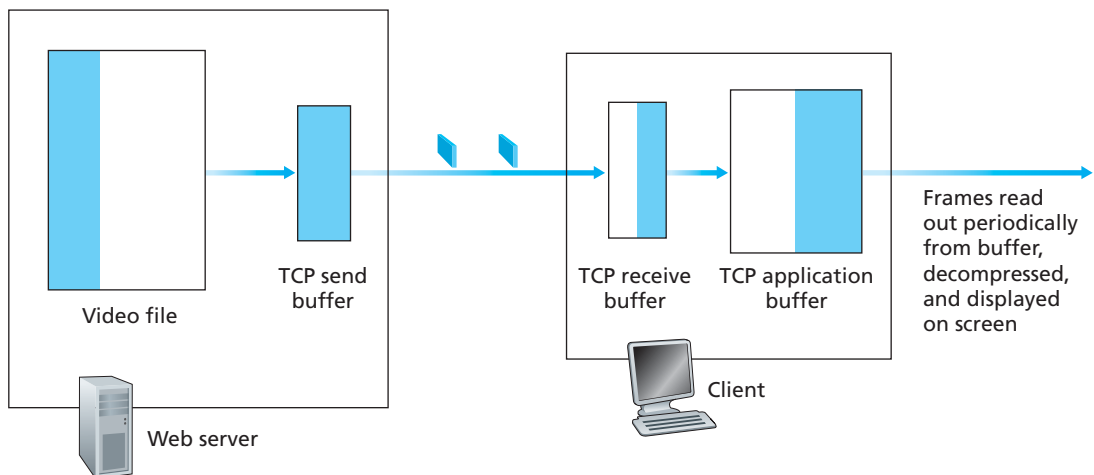 Video file
TCP send
buffer
TCP receive
buffer
TCP application
buffer
Frames read
out periodically
from buffer,
decompressed,
and displayed
on screen
Web server
Client